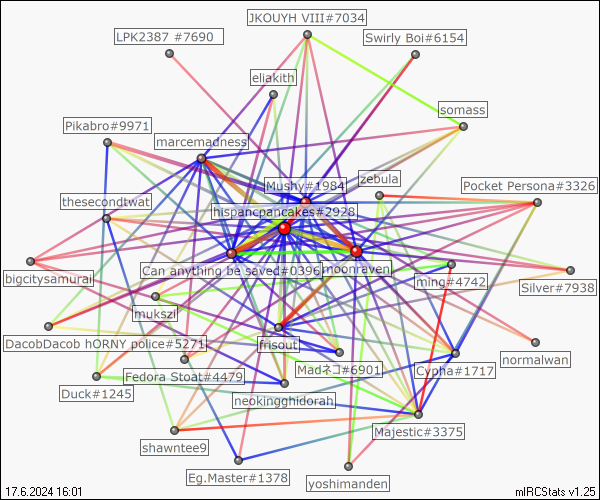 JKOUYH VIII#7034
LPK2387 #7690
Swirly Boi#6154
eliakith
somass
Pikabro#9971
marcemadness
Mushy#1984
zebula
Pocket Persona#3326
thesecondtwat
hispancpancakes#2928
Can anything be saved#0396
moonraven
bigcitysamurai
ming#4742
Silver#7938
mukszi
DacobDacob hORNY police#5271
frisout
normalwan
Fedora Stoat#4479
Madネコ#6901
Cypha#1717
Duck#1245
neokingghidorah
Majestic#3375
shawntee9
Eg.Master#1378
yoshimanden
17.6.2024 16:01
mIRCStats v1.25